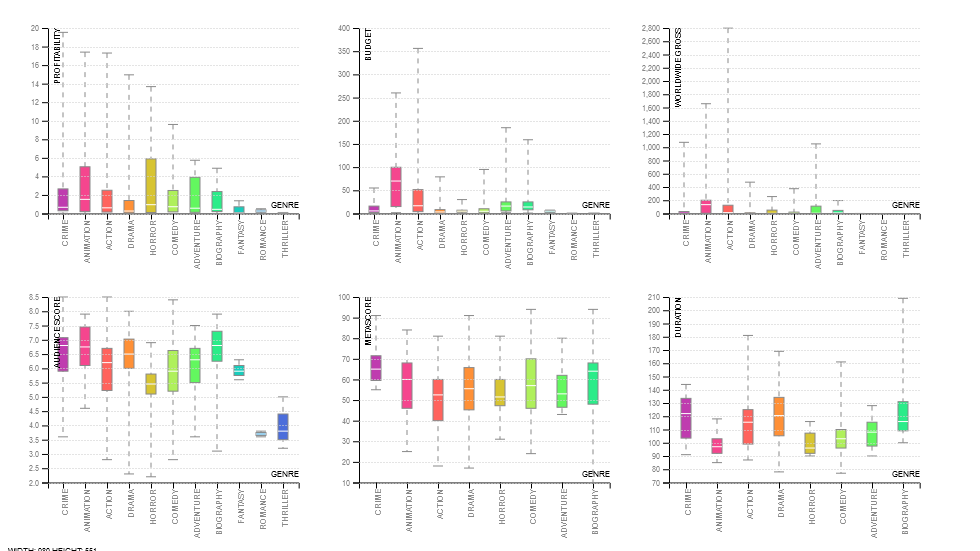 PROFITABILITY
20
18
16
14
12
10
8
6
4
2
0
GENRE
CRIME
ANIMATION
ACTION
DRAMA
HORROR
COMEDY
ADVENTURE
BIOGRAPHY
FANTASY
ROMANCE
THRILLER
BUDGET
400
350
300
250
200
150
100
50
0
GENRE
CRIME
ANIMATION
ACTION
DRAMA
HORROR
COMEDY
ADVENTURE
BIOGRAPHY
FANTASY
ROMANCE
THRILLER
WORLDWIDE GROSS
2,800
2,600
2,400
2,200
2,000
1,800
1,600
1,400
1,200
1,000
800
600
400
200
0
GENRE
CRIME
ANIMATION
ACTION
DRAMA
HORROR
COMEDY
ADVENTURE
BIOGRAPHY
FANTASY
ROMANCE
THRILLER
AUDIENCE SCORE
8.5
8.0
7.5
7.0
6.5
6.0
5.5
5.0
4.5
4.0
3.5
3.0
2.5
2.0
GENRE
CRIME
ANIMATION
ACTION
DRAMA
HORROR
COMEDY
ADVENTURE
BIOGRAPHY
FANTASY
ROMANCE
THRILLER
METASCORE
100
90
80
70
60
50
40
30
20
10
GENRE
CRIME
ANIMATION
ACTION
DRAMA
HORROR
COMEDY
ADVENTURE
BIOGRAPHY
DURATION
210
200
190
180
170
160
150
140
130
120
110
100
90
80
70
GENRE
CRIME
ANIMATION
ACTION
DRAMA
HORROR
COMEDY
ADVENTURE
BIOGRAPHY